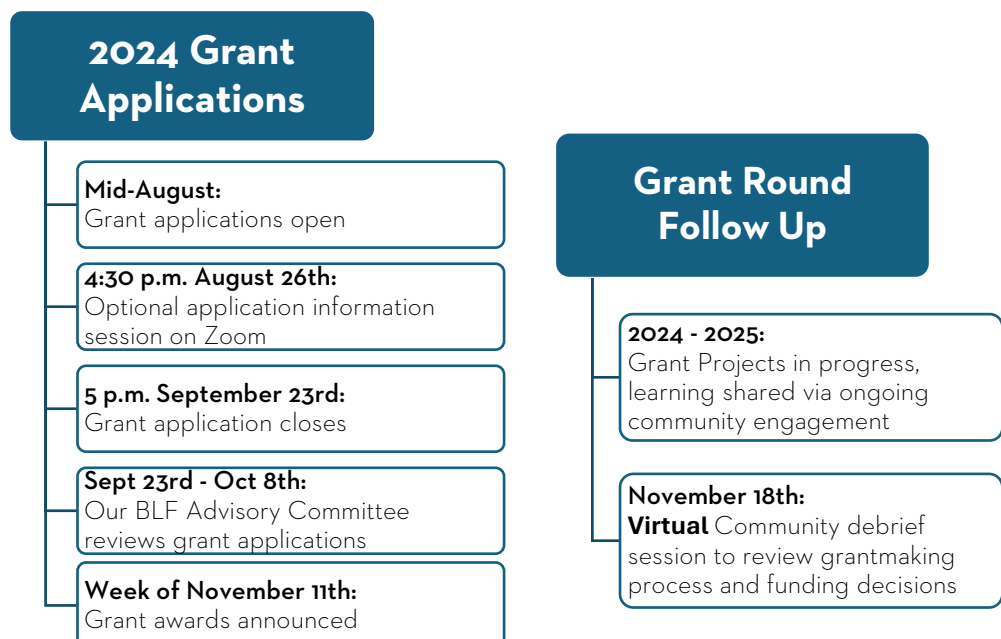 2024 Grant
Applications
Mid-August:
Grant applications open
4:30 p.m. August 26th:
Optional application information
session on Zoom
5 p.m. September 23rd:
Grant application closes
Sept 23rd - Oct 8th:
Our BLF Advisory Committee
reviews grant applications
Week of November 11th:
Grant awards announced
Grant Round
Follow Up
2024 - 2025:
Grant Projects in progress,
learning shared via ongoing
community engagement
November 18th:
Virtual Community debrief
session to review grantmaking
process and funding decisions